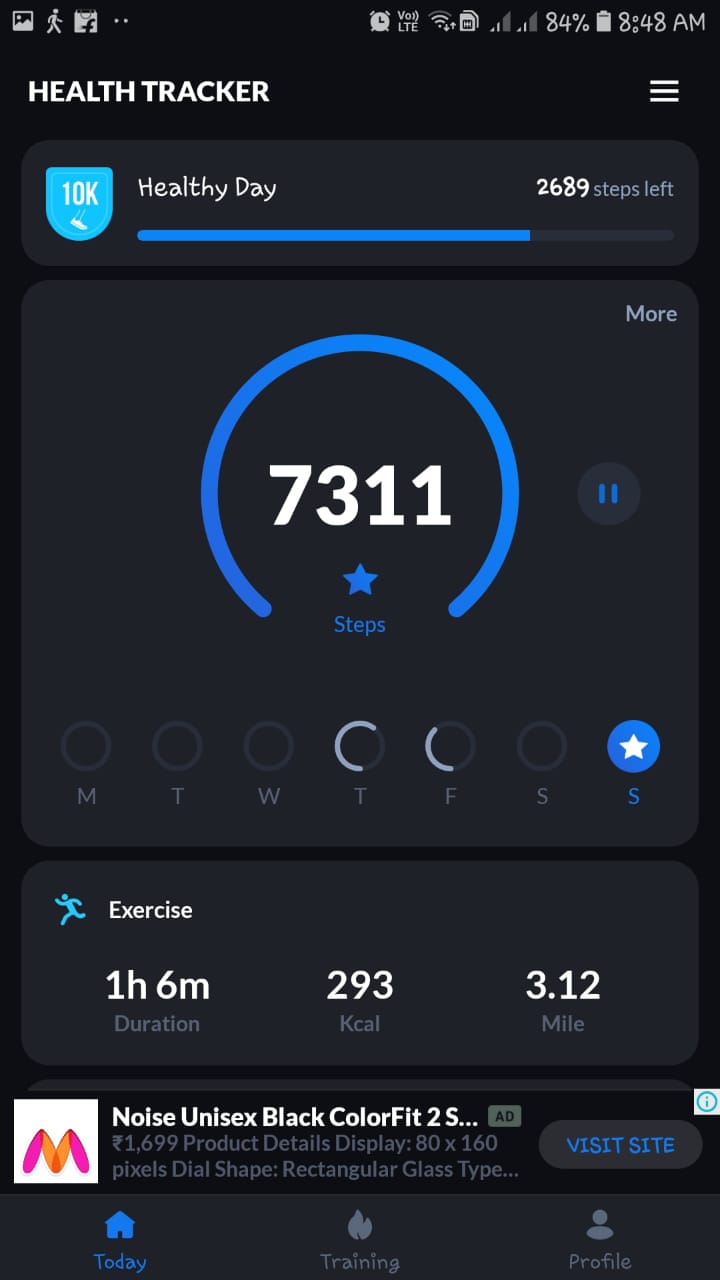 Vo))
LTE
84%
8:48 AM
HEALTH TRACKER
10K
Healthy Day
2689 steps left
More
7311
Steps
M T W T F S S
Exercise
1h 6m 293 3.12
Duration Kcal Mile
Noise Unisex Black ColorFit 2 S... AD
₹1,699 Product Details Display: 80 x 160
pixels Dial Shape: Rectangular Glass Type...
VISIT SITE
Today Training Profile